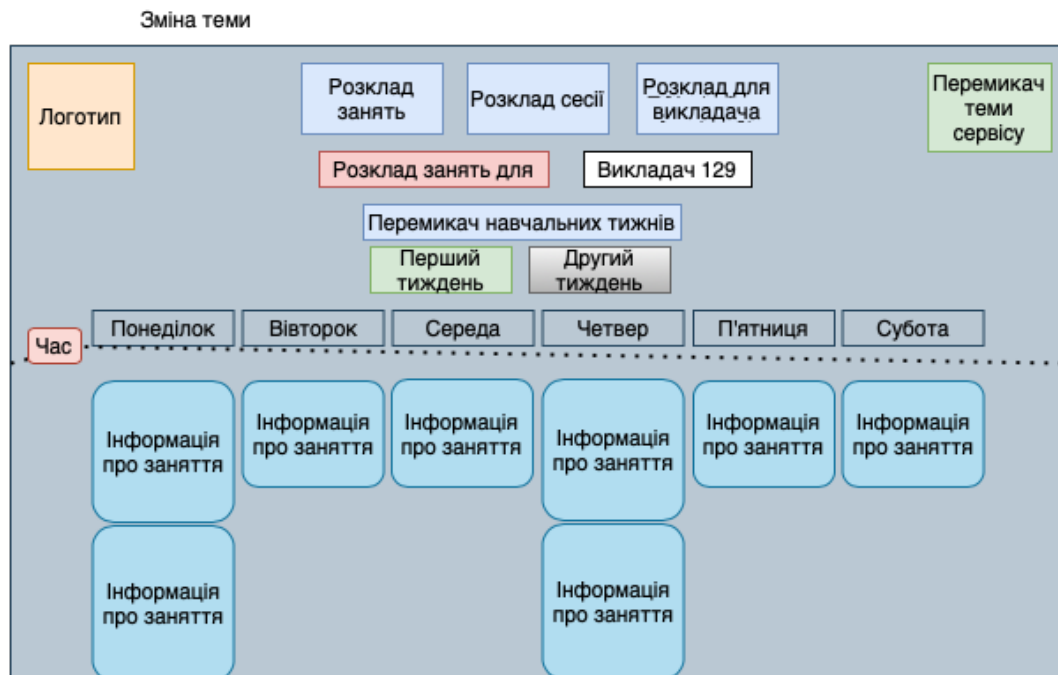 Зміна теми
Логотип
Розклад
занять
Розклад сесії
Розклад для
викладача
Перемикач
теми
сервісу
Розклад занять для
Викладач 129
Перемикач навчальних тижнів
Перший
тиждень
Другий
тиждень
Час
Понеділок
Вівторок
Середа
Четвер
П'ятниця
Субота
Інформація
про заняття
Інформація
про заняття
Інформація
про заняття
Інформація
про заняття
Інформація
про заняття
Інформація
про заняття
Інформація
про заняття
Інформація
про заняття